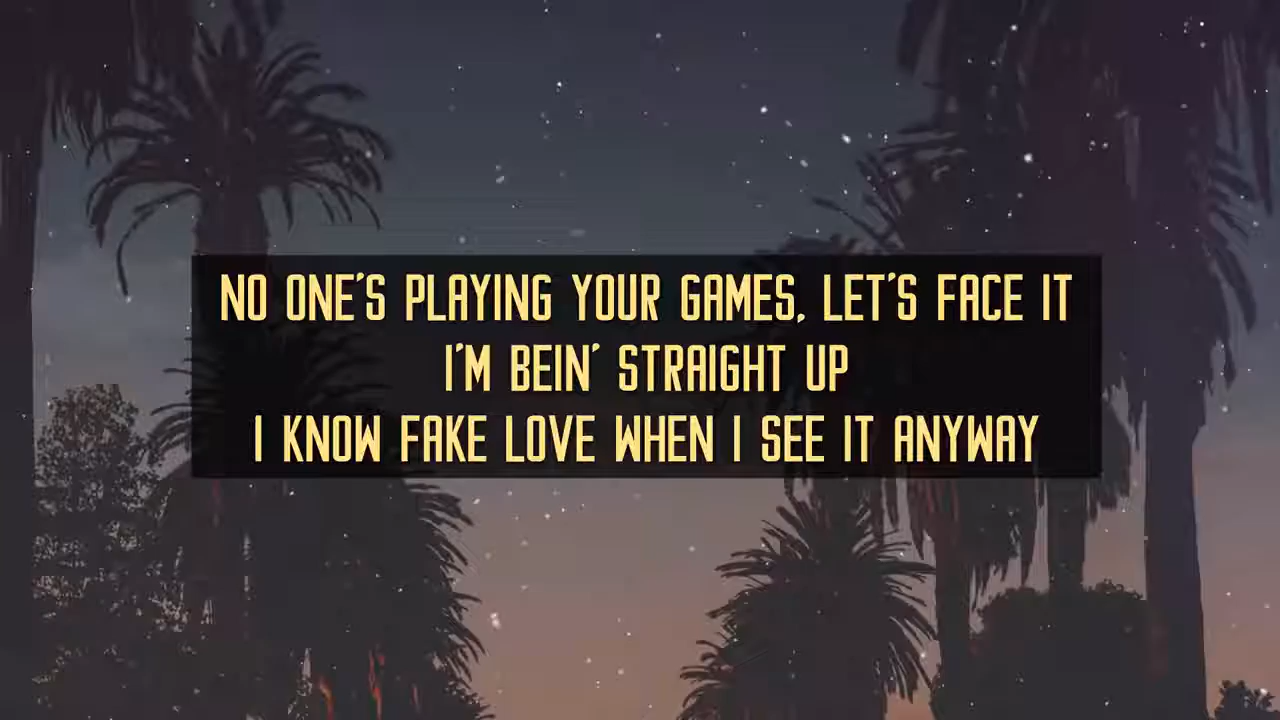 NO ONE'S PLAYING YOUR GAMES, LET'S FACE IT
I'M BEIN' STRAIGHT UP
I KNOW FAKE LOVE WHEN I SEE IT ANYWAY